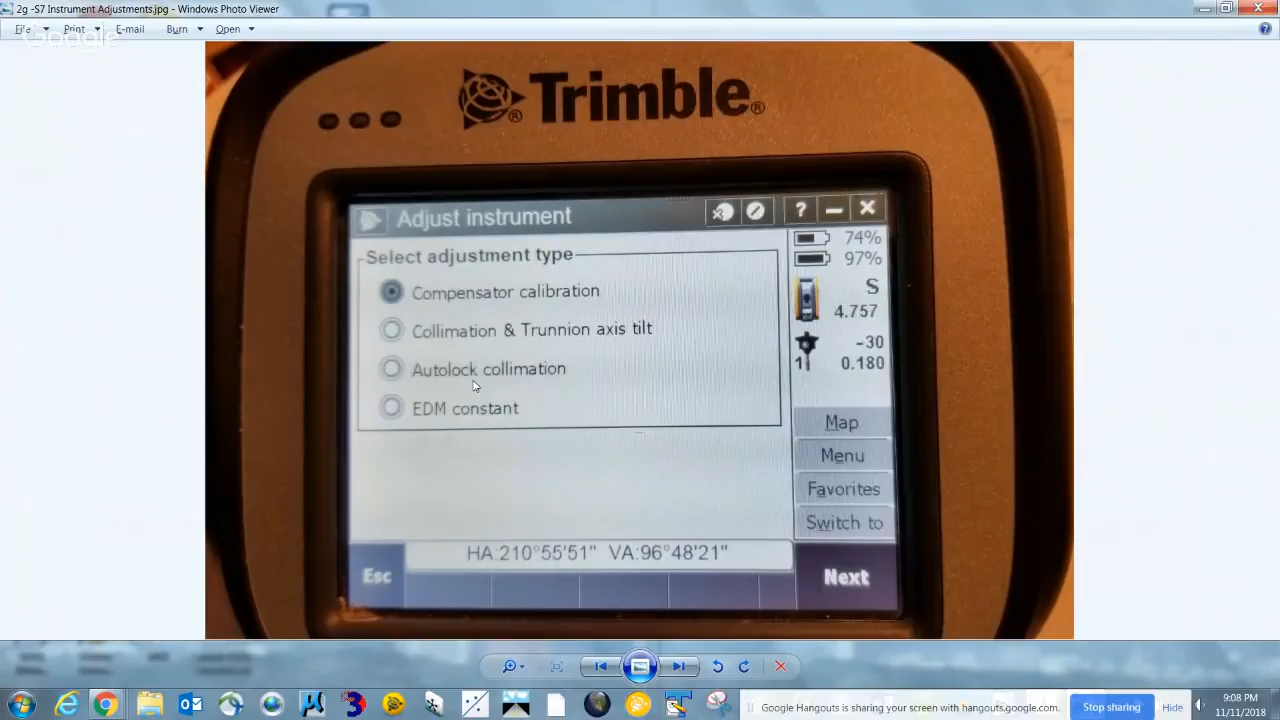 2g -S7 Instrument Adjustments.jpg - Windows Photo Viewer
File Print E-mail Burn Open
Google
Trimble®
Adjust instrument
?
Select adjustment type
74%
97%
Compensator calibration
S
4.757
Collimation & Trunnion axis tilt
-30
1 0.180
Autolock collimation
EDM constant
Map
Menu
Favorites
Switch to
HA:210°55'51" VA:96°48'21"
Esc
Next
Google Hangouts is sharing your screen with hangouts.google.com.
Stop sharing
Hide
9:08 PM
11/11/2018